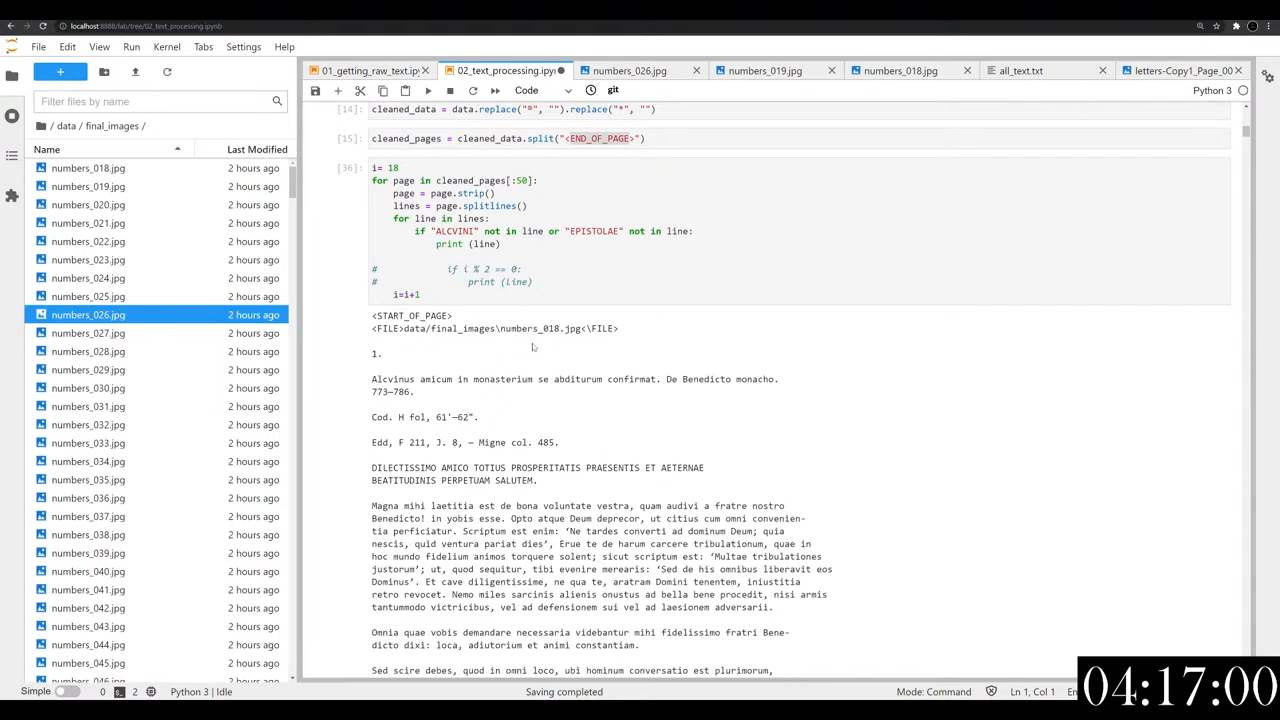 localhost:8888/lab/tree/02_text_processing.ipynb
File Edit View Run Kernel Tabs Settings Help
01_getting_raw_text.ipy 02_text_processing.ipyn numbers_026.jpg numbers_019.jpg numbers_018.jpg all_text.txt letters-Copy1_Page_00
Code git Python 3
Filter files by name
/ data / final_images /
Name Last Modified
numbers_018.jpg 2 hours ago
numbers_019.jpg 2 hours ago
numbers_020.jpg 2 hours ago
numbers_021.jpg 2 hours ago
numbers_022.jpg 2 hours ago
numbers_023.jpg 2 hours ago
numbers_024.jpg 2 hours ago
numbers_025.jpg 2 hours ago
numbers_026.jpg 2 hours ago
numbers_027.jpg 2 hours ago
numbers_028.jpg 2 hours ago
numbers_029.jpg 2 hours ago
numbers_030.jpg 2 hours ago
numbers_031.jpg 2 hours ago
numbers_032.jpg 2 hours ago
numbers_033.jpg 2 hours ago
numbers_034.jpg 2 hours ago
numbers_035.jpg 2 hours ago
numbers_036.jpg 2 hours ago
numbers_037.jpg 2 hours ago
numbers_038.jpg 2 hours ago
numbers_039.jpg 2 hours ago
numbers_040.jpg 2 hours ago
numbers_041.jpg 2 hours ago
numbers_042.jpg 2 hours ago
numbers_043.jpg 2 hours ago
numbers_044.jpg 2 hours ago
numbers_045.jpg 2 hours ago
numbers_046.jpg 2 hours ago
[14]: cleaned_data = data.replace("®", "").replace("*", "")
[15]: cleaned_pages = cleaned_data.split("<END_OF_PAGE>")
[36]: i= 18
for page in cleaned_pages[:50]:
page = page.strip()
lines = page.splitlines()
for line in lines:
if "ALCVINI" not in line or "EPISTOLAE" not in line:
print (line)
# if i % 2 == 0:
# print (line)
i=i+1
<START_OF_PAGE>
<FILE>data/final_images\numbers_018.jpg<\FILE>
1.
Alcvinus amicum in monasterium se abditurum confirmat. De Benedicto monacho.
773—786.
Cod. H fol, 61'—62".
Edd, F 211, J. 8, — Migne col. 485.
DILECTISSIMO AMICO TOTIUS PROSPERITATIS PRAESENTIS ET AETERNAE
BEATITUDINIS PERPETUAM SALUTEM.
Magna mihi laetitia est de bona voluntate vestra, quam audivi a fratre nostro
Benedicto! in yobis esse. Opto atque Deum deprecor, ut citius cum omni convenien-
tia perficiatur. Scriptum est enim: ‘Ne tardes converti ad dominum Deum; quia
nescis, quid ventura pariat dies’, Erue te de harum carcere tribulationum, quae in
hoc mundo fidelium animos torquere solent; sicut scriptum est: ‘Multae tribulationes
justorum’; ut, quod sequitur, tibi evenire merearis: ‘Sed de his omnibus liberavit eos
Dominus’. Et cave diligentissime, ne qua te, aratram Domini tenentem, iniustitia
retro revocet. Nemo miles sarcinis alienis onustus ad bella bene procedit, nisi armis
tantummodo victricibus, vel ad defensionem sui vel ad laesionem adversarii.
Omnia quae vobis demandare necessaria videbantur mihi fidelissimo fratri Bene-
dicto dixi: loca, adiutorium et animi constantiam.
Sed scire debes, quod in omni loco, ubi hominum conversatio est plurimorum,
Simple 0 2 Python 3 | Idle Saving completed Mode: Command Ln 1, Col 1
04:17:00